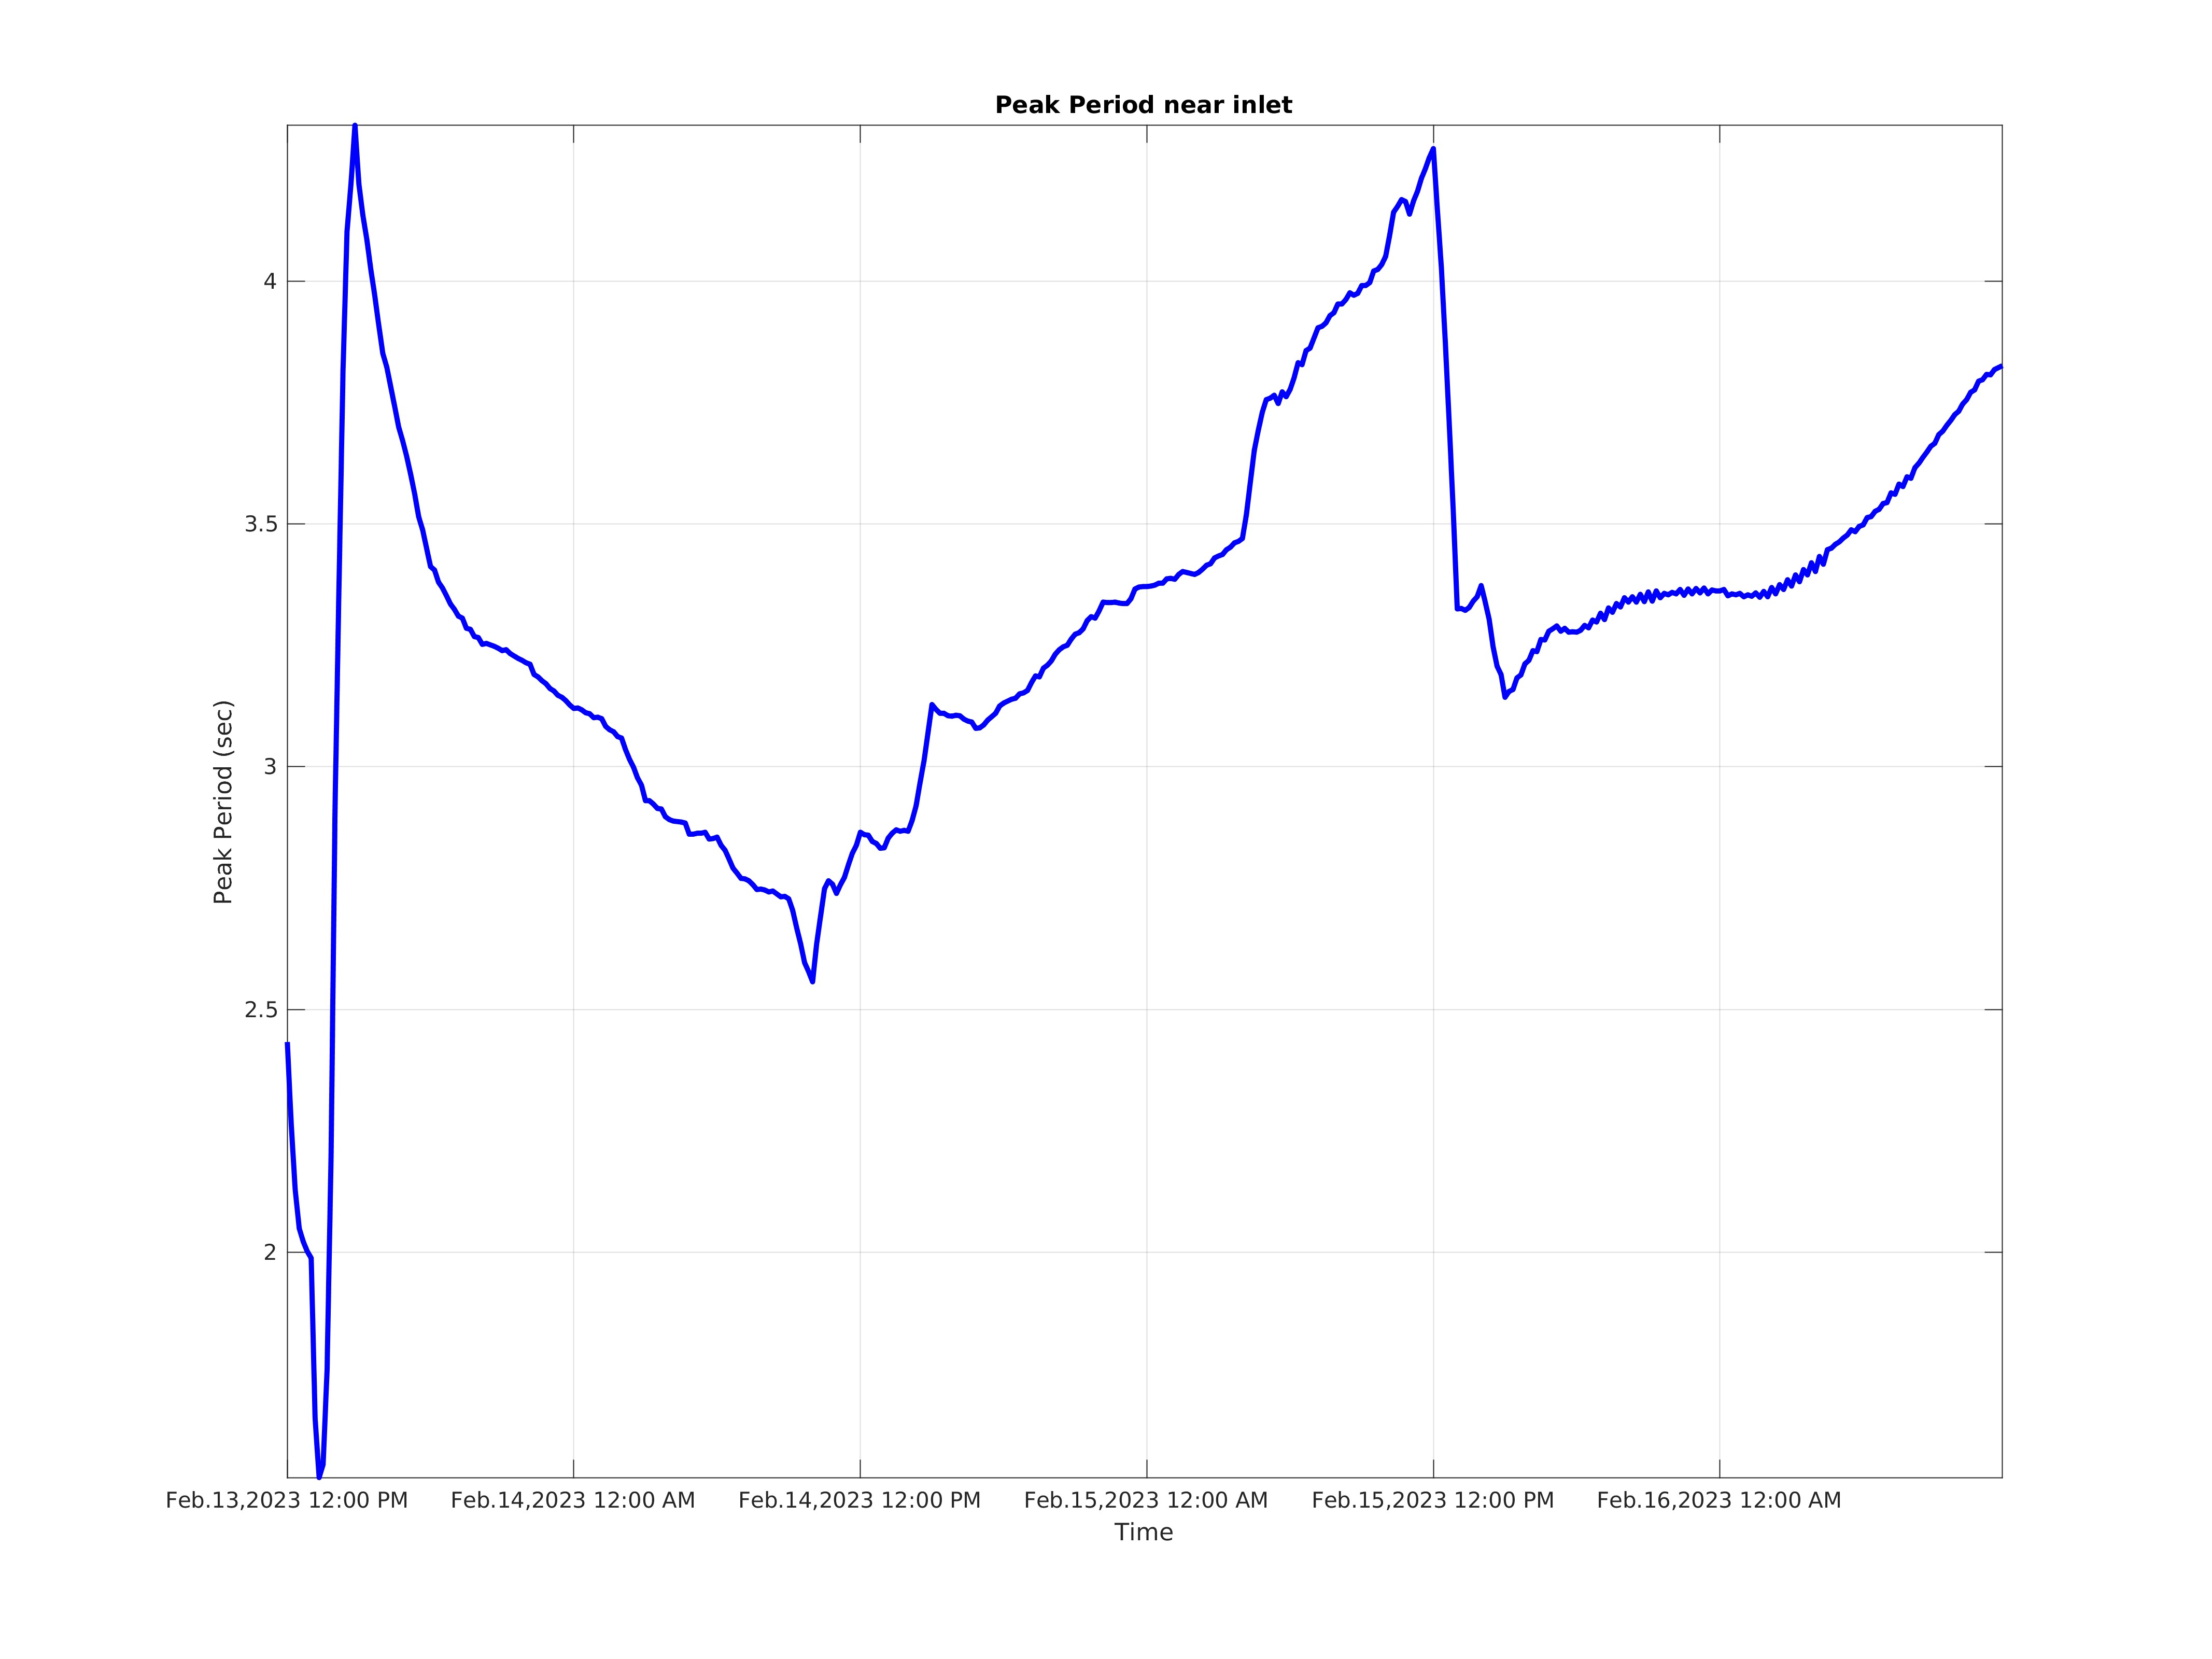 Peak Period near inlet
Peak Period (sec)
4
3.5
3
2.5
2
Feb.13,2023 12:00 PM Feb.14,2023 12:00 AM Feb.14,2023 12:00 PM Feb.15,2023 12:00 AM Feb.15,2023 12:00 PM Feb.16,2023 12:00 AM
Time